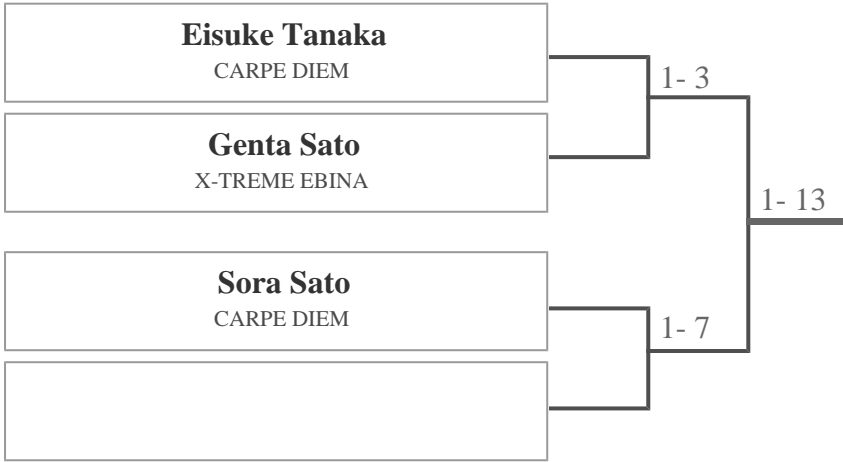 Eisuke Tanaka
CARPE DIEM
1- 3
Genta Sato
X-TREME EBINA
1- 13
Sora Sato
CARPE DIEM
1- 7